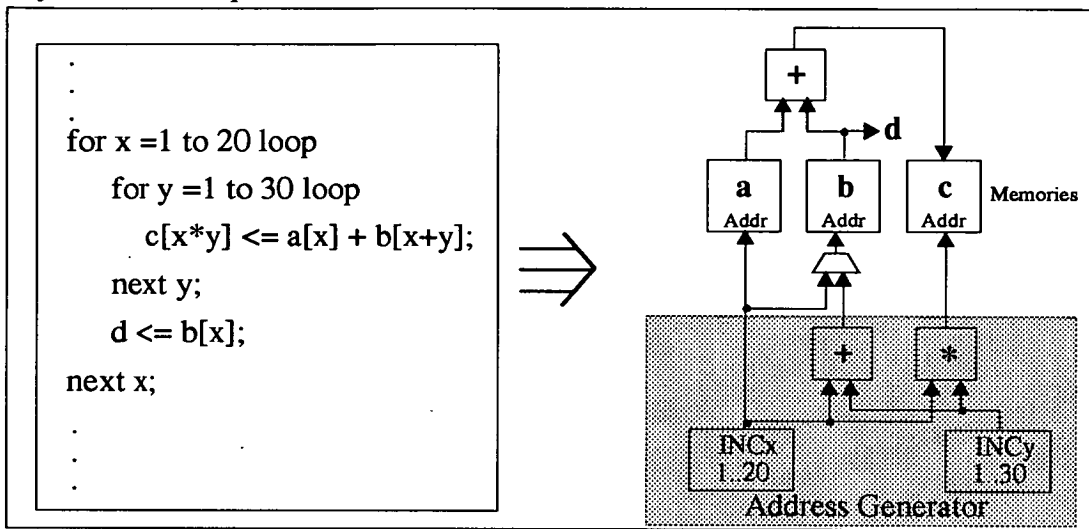 .
.
.
for x =1 to 20 loop
for y =1 to 30 loop
c[x*y] <= a[x] + b[x+y];
next y;
d <= b[x];
next x;
.
.
.
+
d
a
Addr
b
Addr
c
Addr
Memories
+
*
INCx
1..20
INCy
1..30
Address Generator